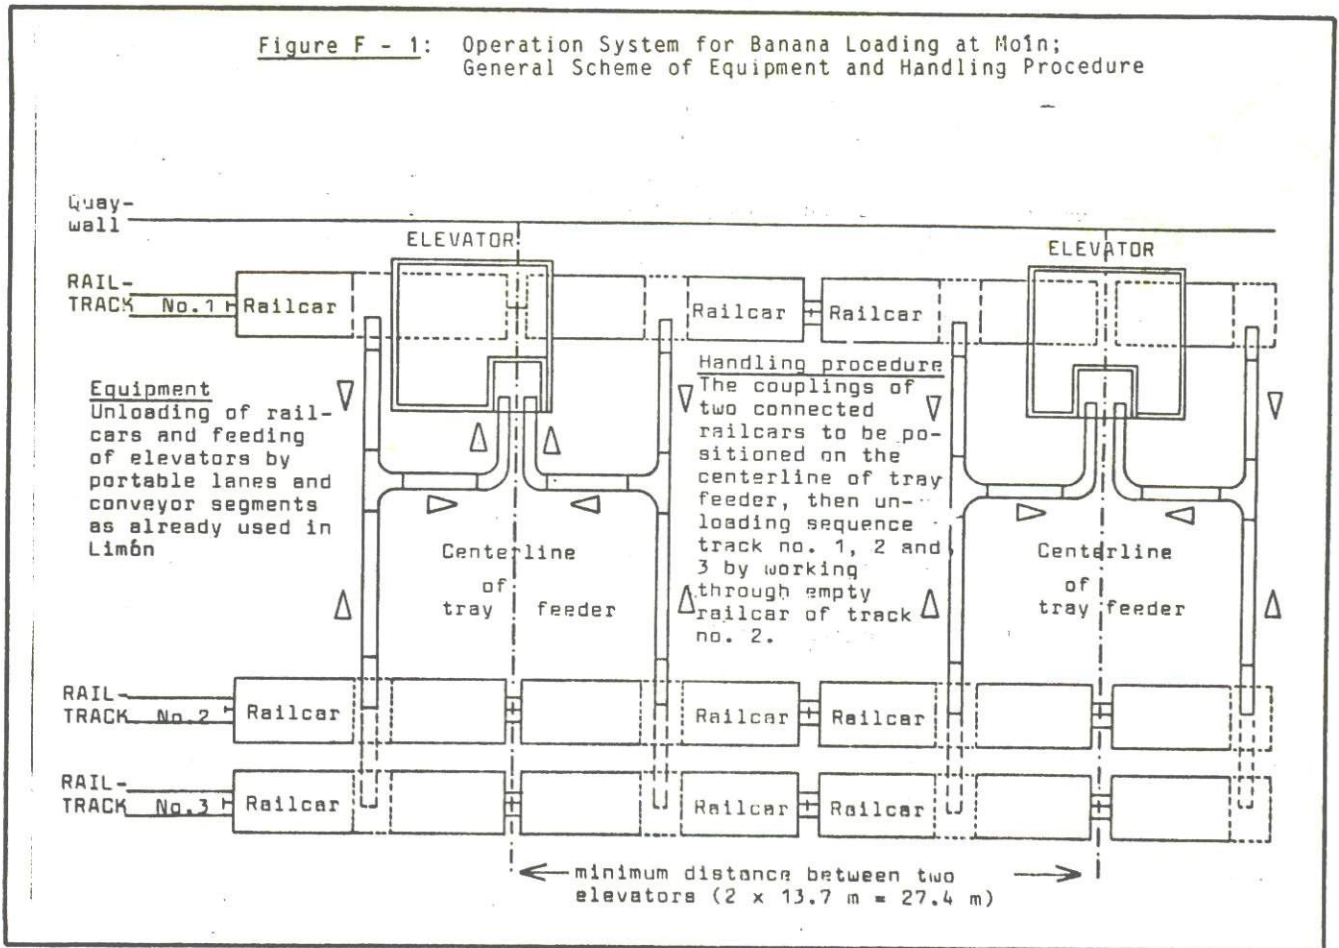 Figure F - 1: Operation System for Banana Loading at Moín;
General Scheme of Equipment and Handling Procedure
Quay-
wall
ELEVATOR
ELEVATOR
RAIL-
TRACK No.1
Railcar
Railcar
Railcar
Equipment
Unloading of rail-
cars and feeding
of elevators by
portable lanes and
conveyor segments
as already used in
Limón
Handling procedure
The couplings of
two connected
railcars to be po-
sitioned on the
centerline of tray
feeder, then un-
loading sequence
track no. 1, 2 and
3 by working
through empty
railcar of track
no. 2.
Centerline
of
tray feeder
Centerline
of
tray feeder
RAIL-
TRACK No.2
Railcar
Railcar
Railcar
RAIL-
TRACK No.3
Railcar
Railcar
Railcar
minimum distance between two
elevators (2 x 13.7 m = 27.4 m)